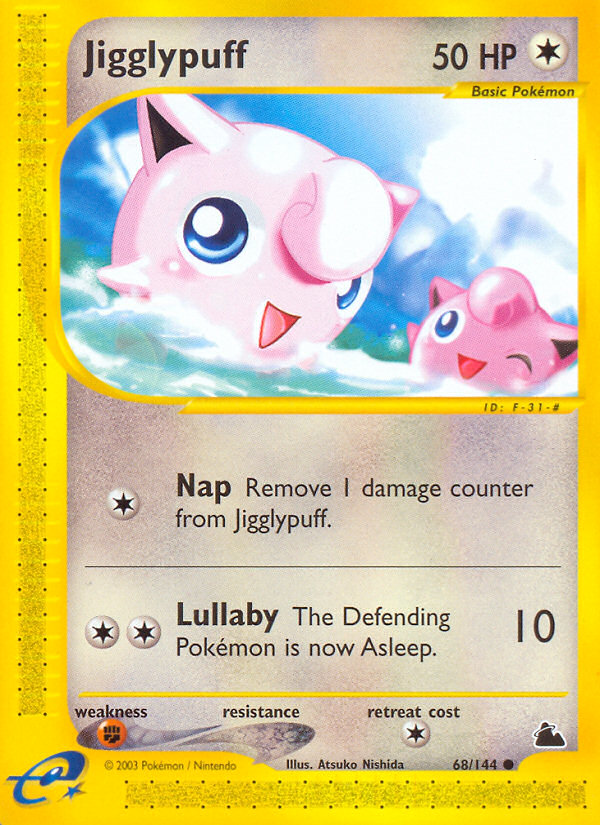 Jigglypuff 50 HP
Basic Pokémon
ID: F-31-#
Nap Remove 1 damage counter
from Jigglypuff.
Lullaby The Defending 10
Pokémon is now Asleep.
weakness resistance retreat cost
© 2003 Pokémon / Nintendo Illus. Atsuko Nishida 68/144